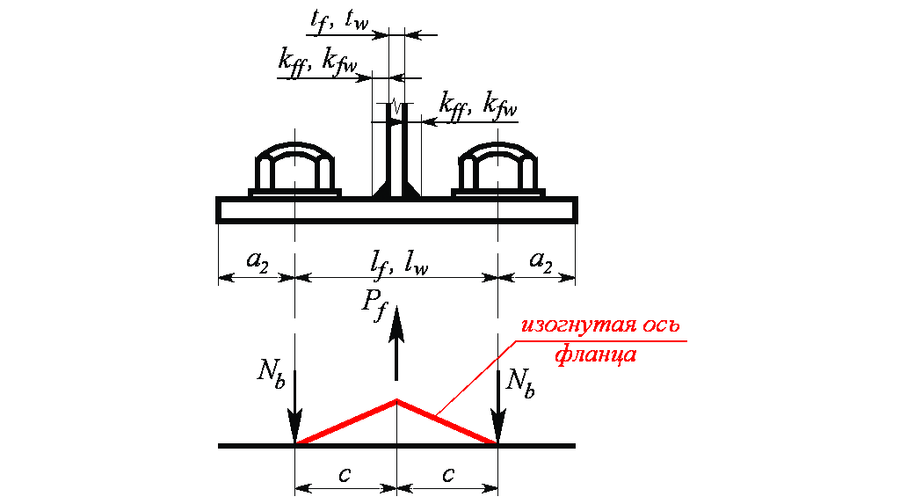 t_f, t_w
k_ff, k_fw
k_ff, k_fw
a_2
l_f, l_w
a_2
P_f
изогнутая ось
фланца
N_b
N_b
c
c